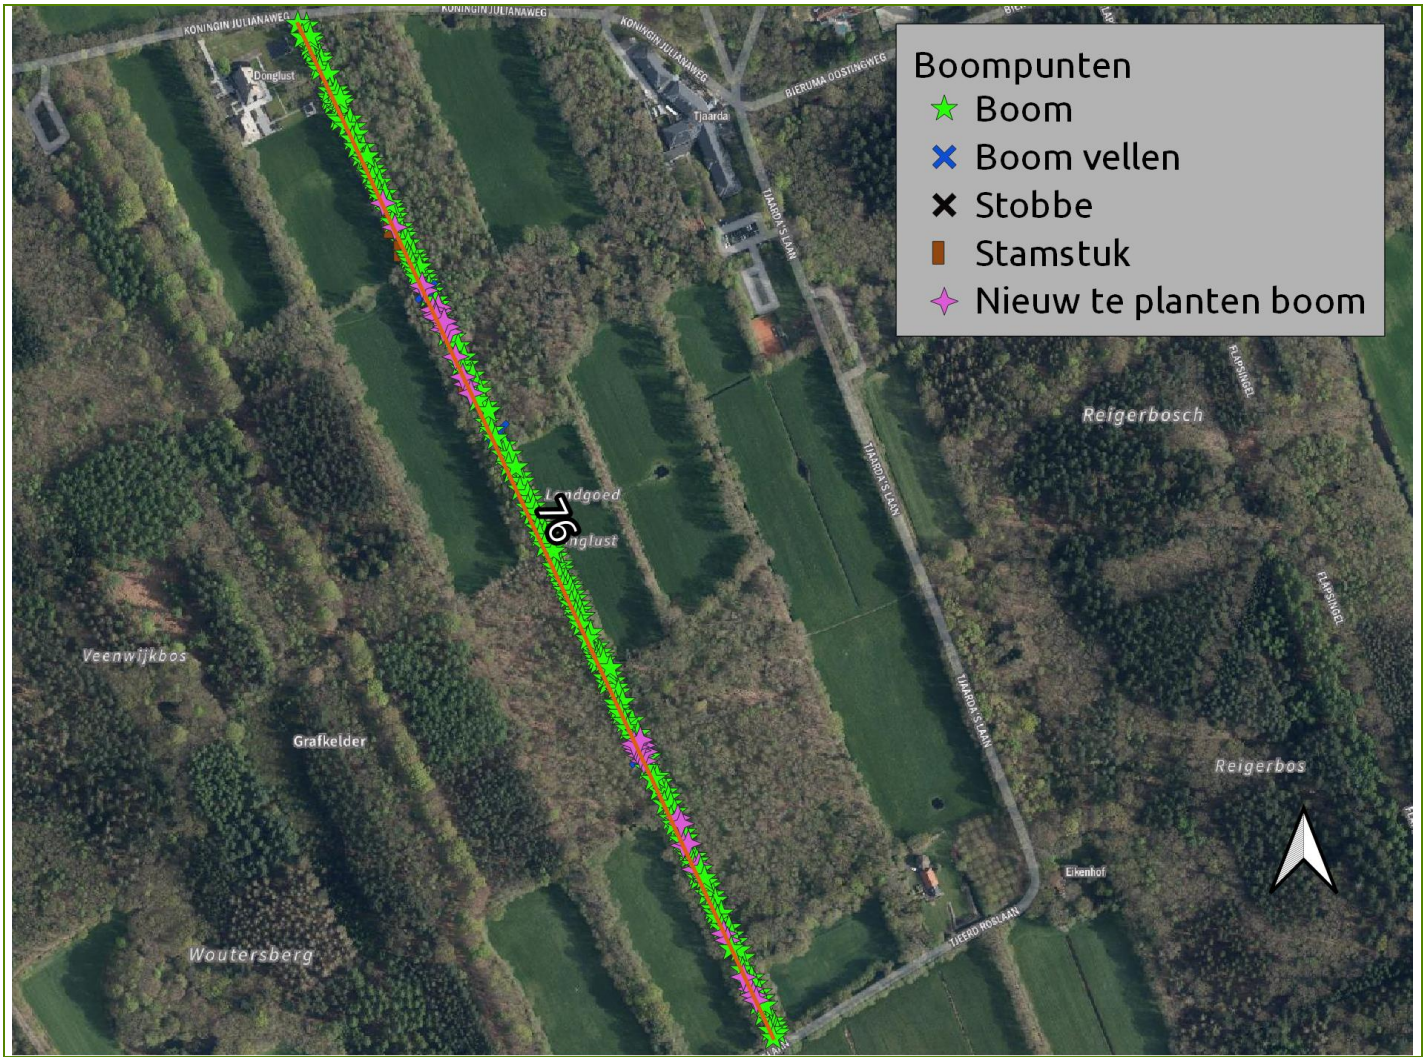 KONINGIN JULIANAWEG
KONINGIN JULIANAWEG
KONINGIN JULIANAWEG
BIERUMA OOSTINGWEG
Donglust
Tjaarda
Boompunten
Boom
Boom vellen
Stobbe
Stamstuk
Nieuw te planten boom
TJAARDA'S LAAN
FLAPSINGEL
Reigerbosch
TJAARDA'S LAAN
Landgoed
76
FLAPSINGEL
Veenwijkbos
TJAARDA'S LAAN
Grafkelder
Reigerbos
Eikenhof
TJEERD ROSLAAN
Woutersberg